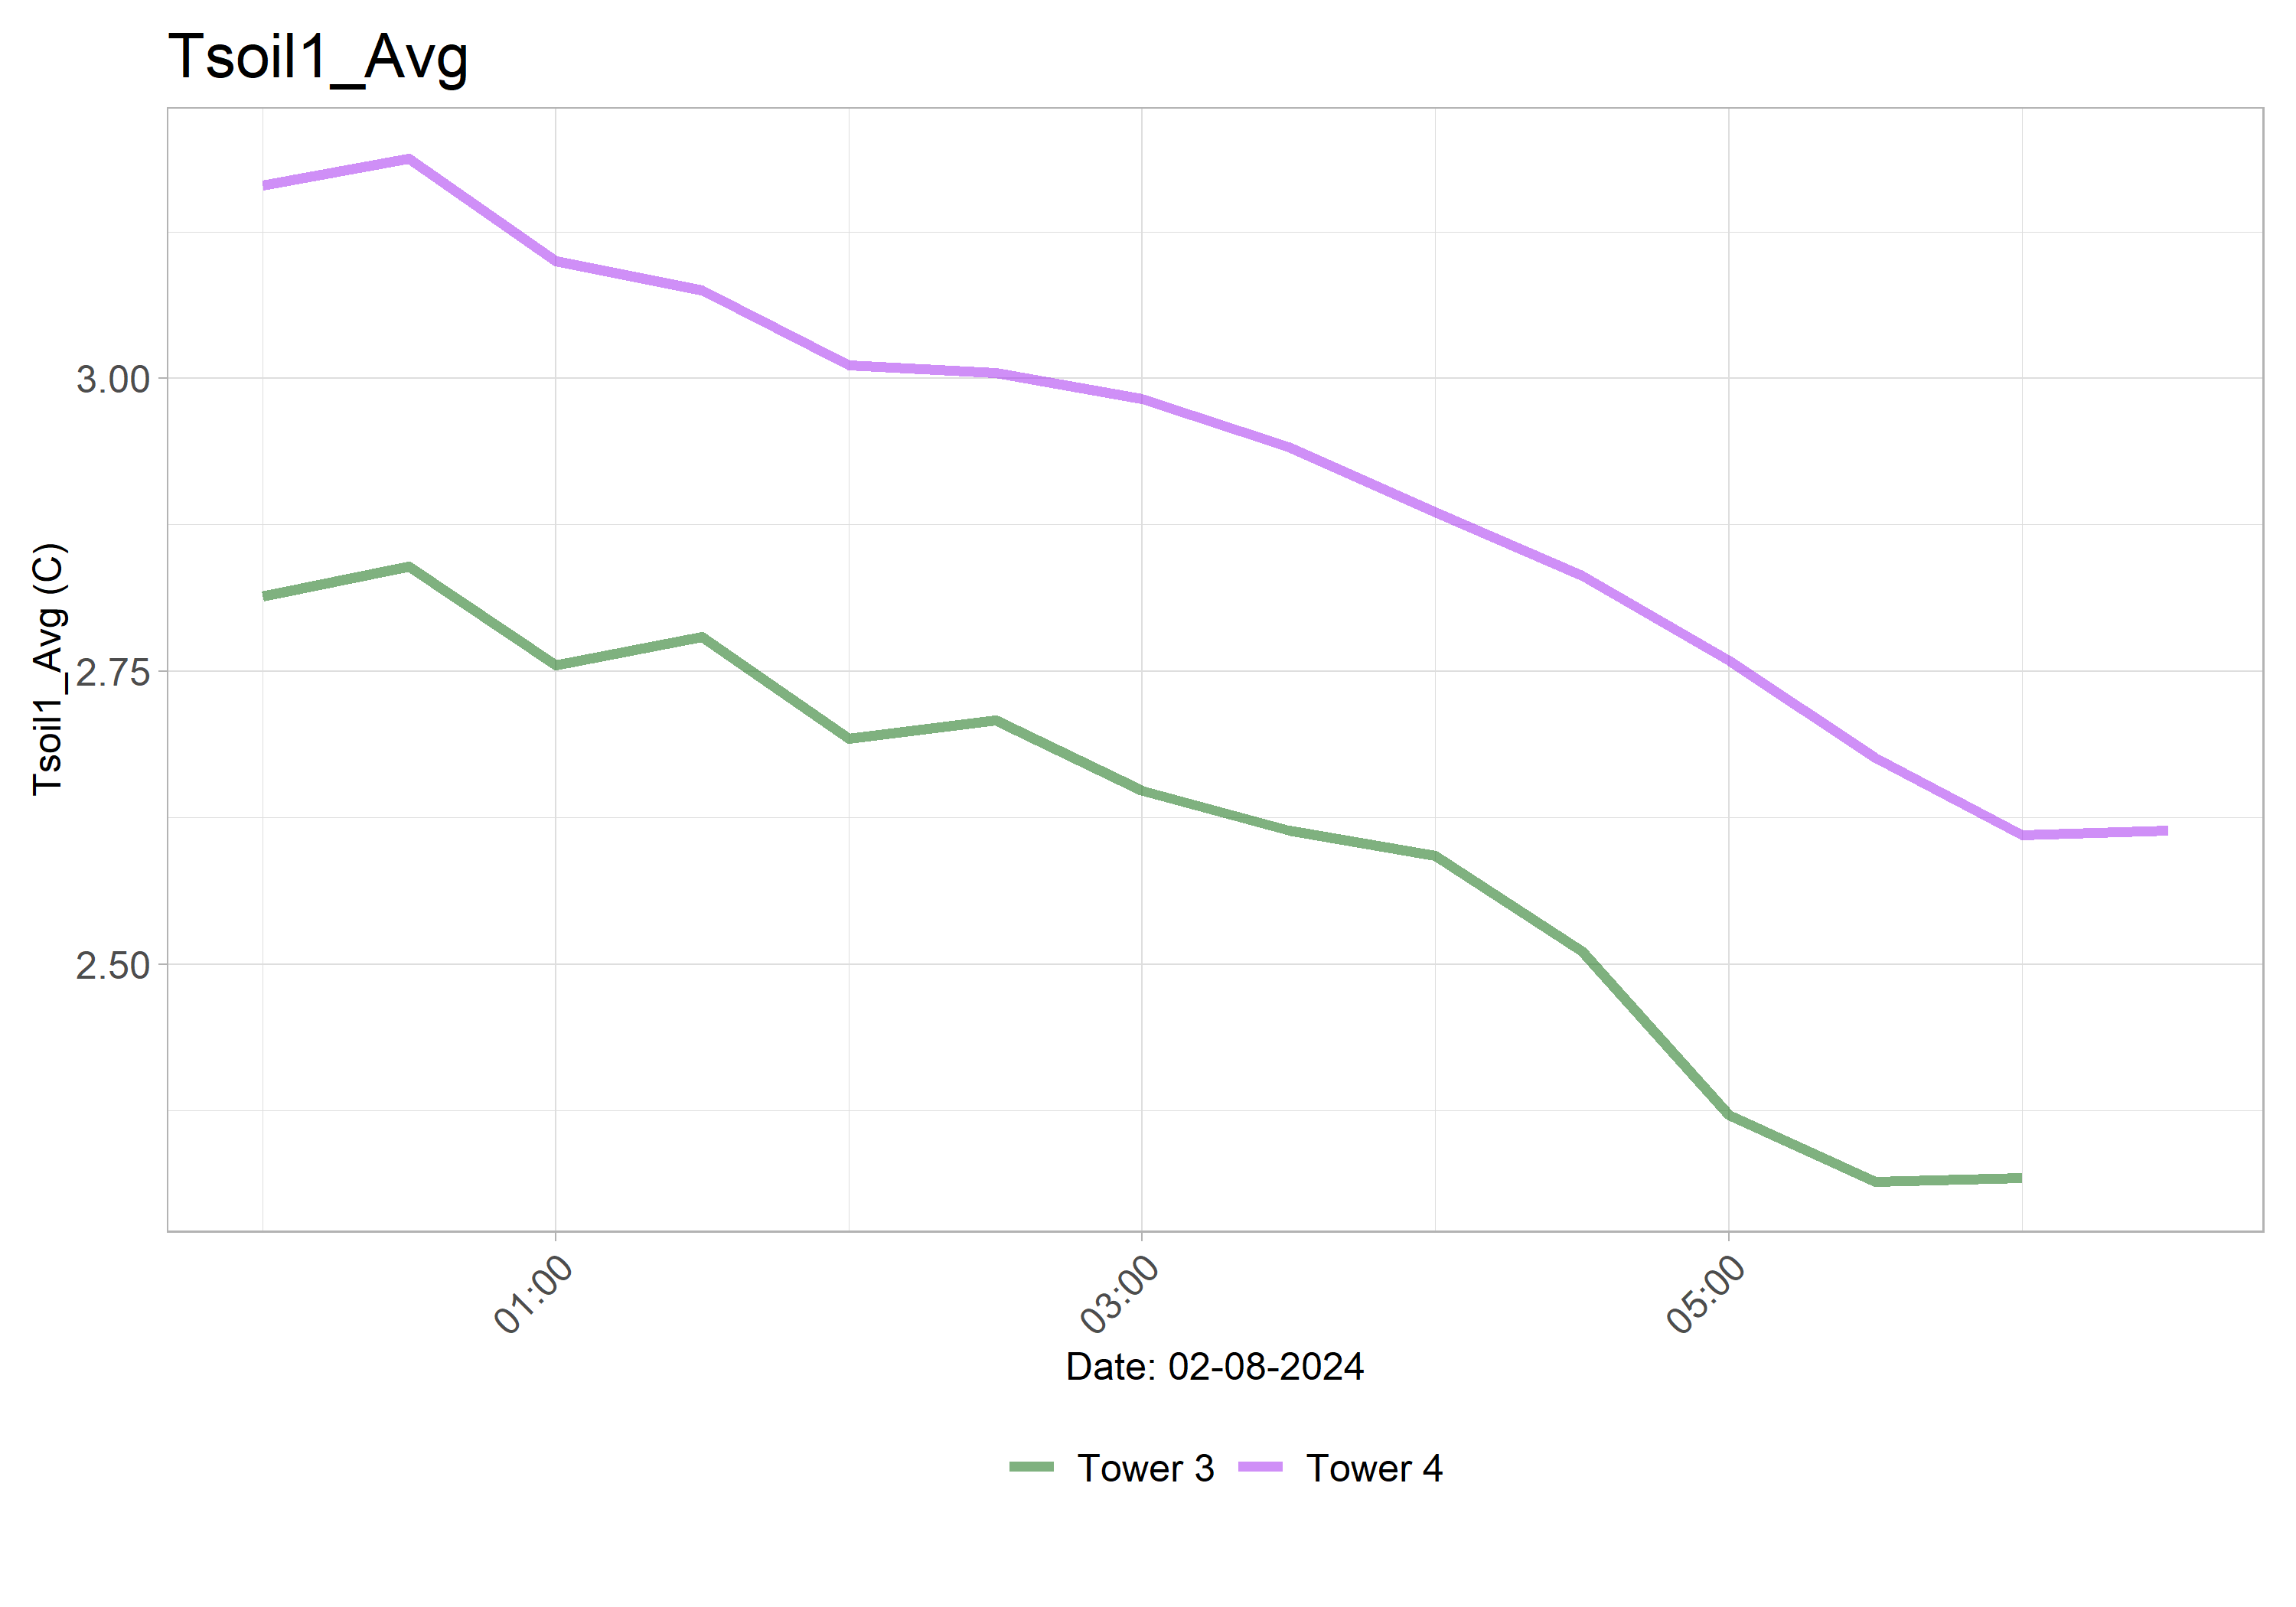 Tsoil1_Avg
Tsoil1_Avg (C)
3.00
2.75
2.50
01:00
03:00
05:00
Date: 02-08-2024
Tower 3
Tower 4